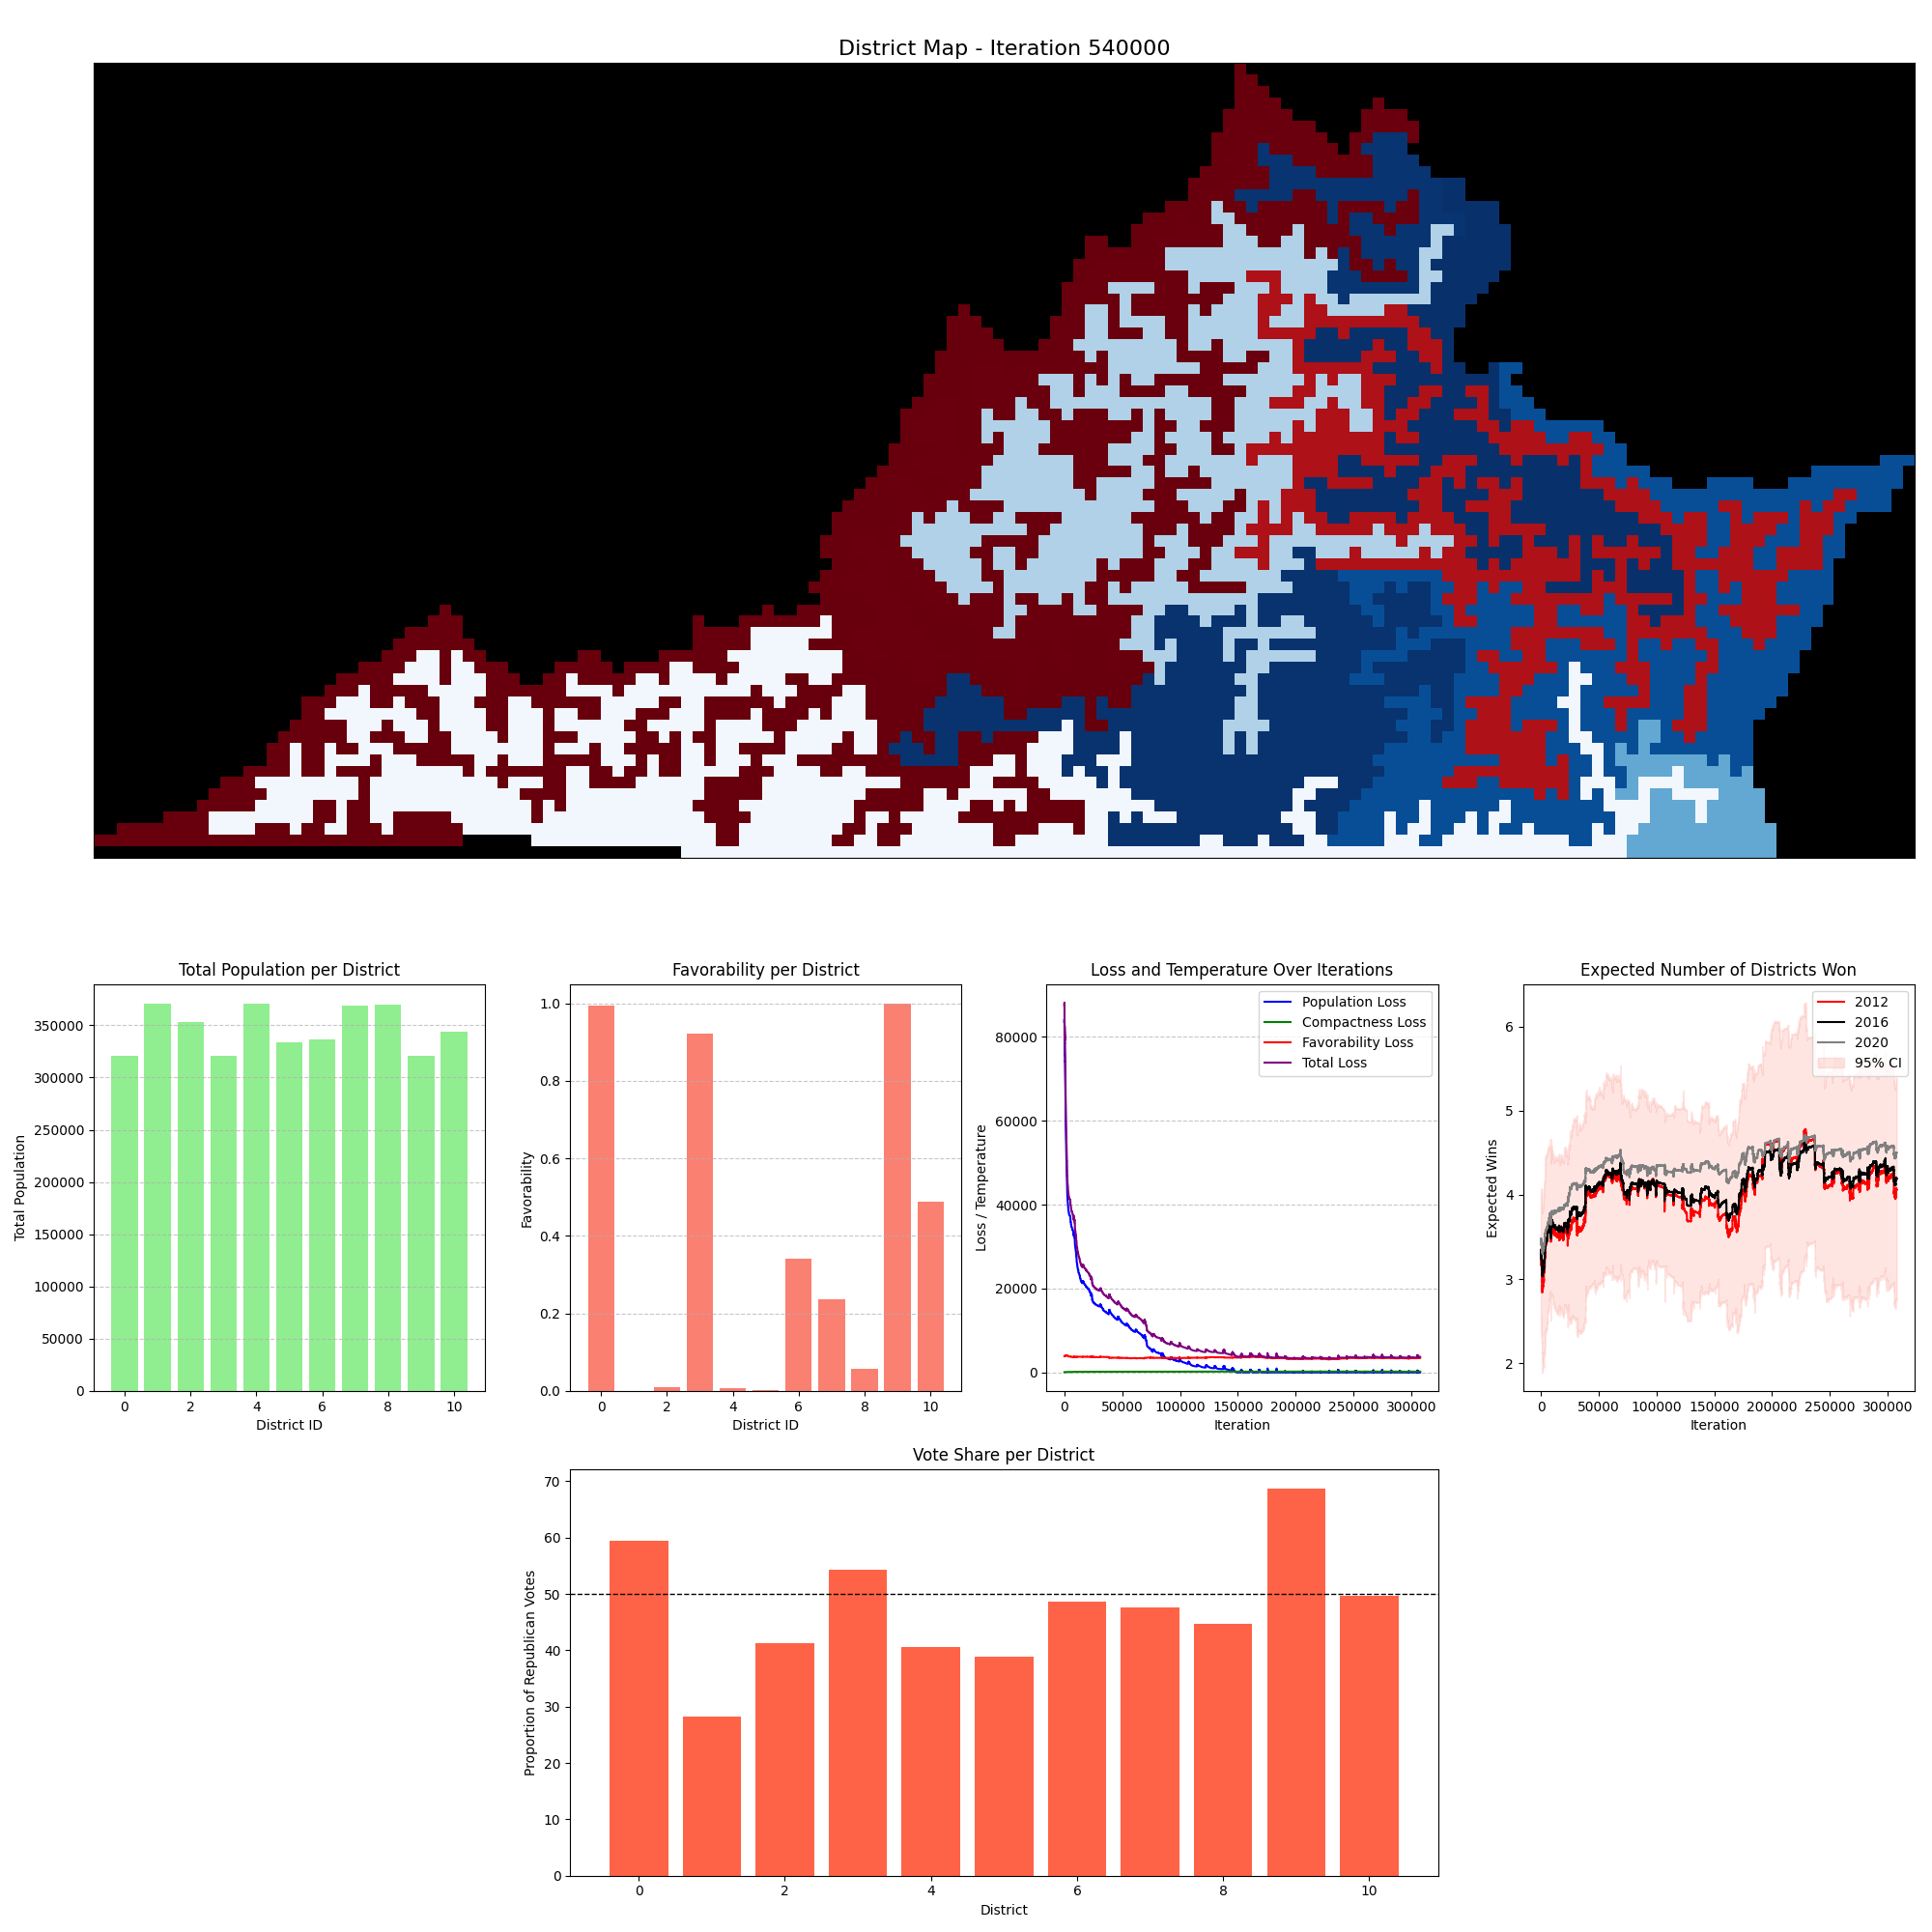 District Map - Iteration 540000
Total Population per District
Total Population
350000
300000
250000
200000
150000
100000
50000
0
0 2 4 6 8 10
District ID
Favorability per District
Favorability
1.0
0.8
0.6
0.4
0.2
0.0
0 2 4 6 8 10
District ID
Loss and Temperature Over Iterations
Loss / Temperature
80000
60000
40000
20000
0
Population Loss
Compactness Loss
Favorability Loss
Total Loss
0 50000 100000 150000 200000 250000 300000
Iteration
Expected Number of Districts Won
Expected Wins
6
5
4
3
2
2012
2016
2020
95% CI
0 50000 100000 150000 200000 250000 300000
Iteration
Vote Share per District
Proportion of Republican Votes
70
60
50
40
30
20
10
0
0 2 4 6 8 10
District